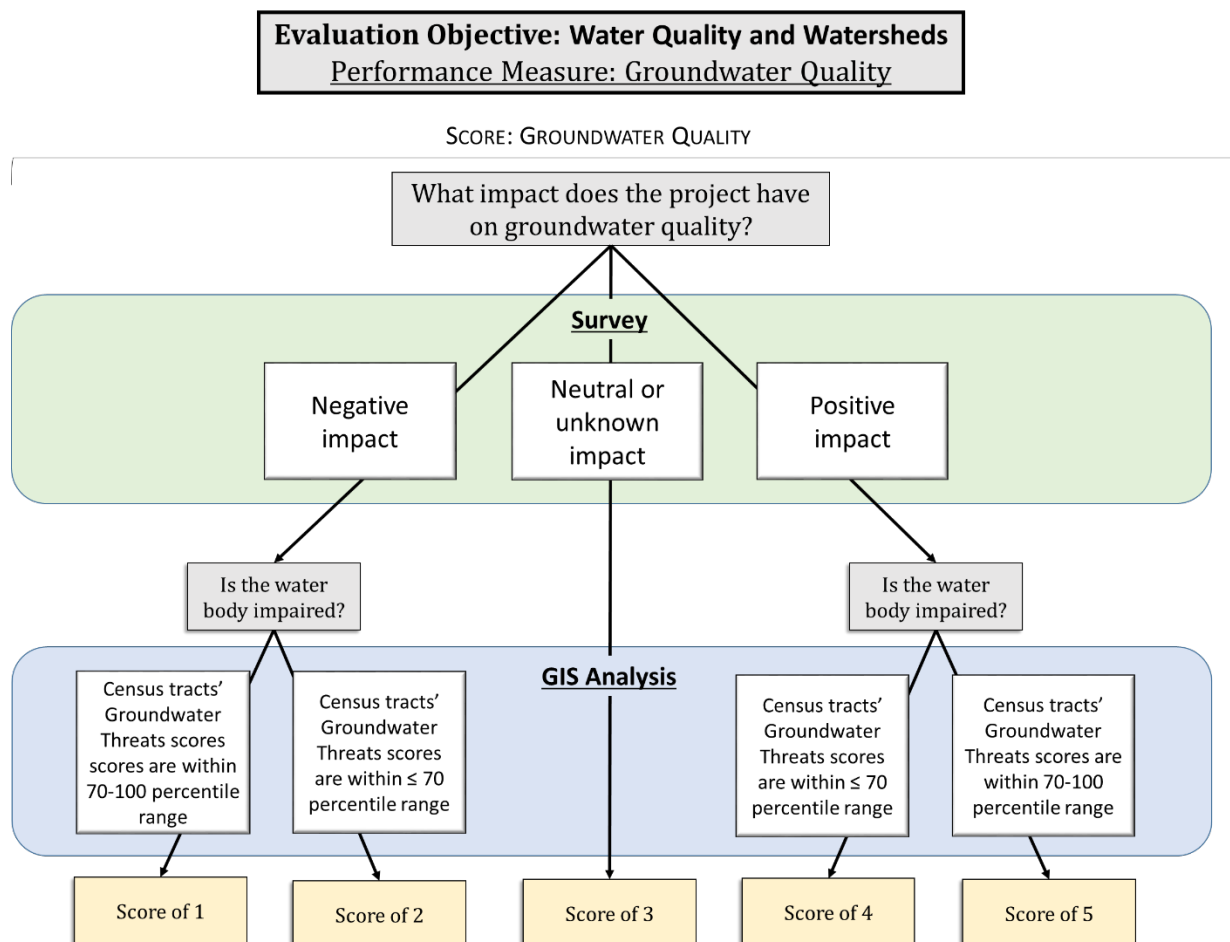 Evaluation Objective: Water Quality and Watersheds
Performance Measure: Groundwater Quality
SCORE: GROUNDWATER QUALITY
What impact does the project have
on groundwater quality?
Survey
Negative
impact
Neutral or
unknown
impact
Positive
impact
Is the water
body impaired?
Is the water
body impaired?
GIS Analysis
Census tracts’
Groundwater
Threats scores
scores are within
70-100 percentile
range
Census tracts’
Groundwater
Threats scores
are within ≤ 70
percentile range
Census tracts’
Groundwater
Threats scores
are within ≤ 70
percentile range
Census tracts’
Groundwater
Threats scores are
within 70-100
percentile range
Score of 1
Score of 2
Score of 3
Score of 4
Score of 5